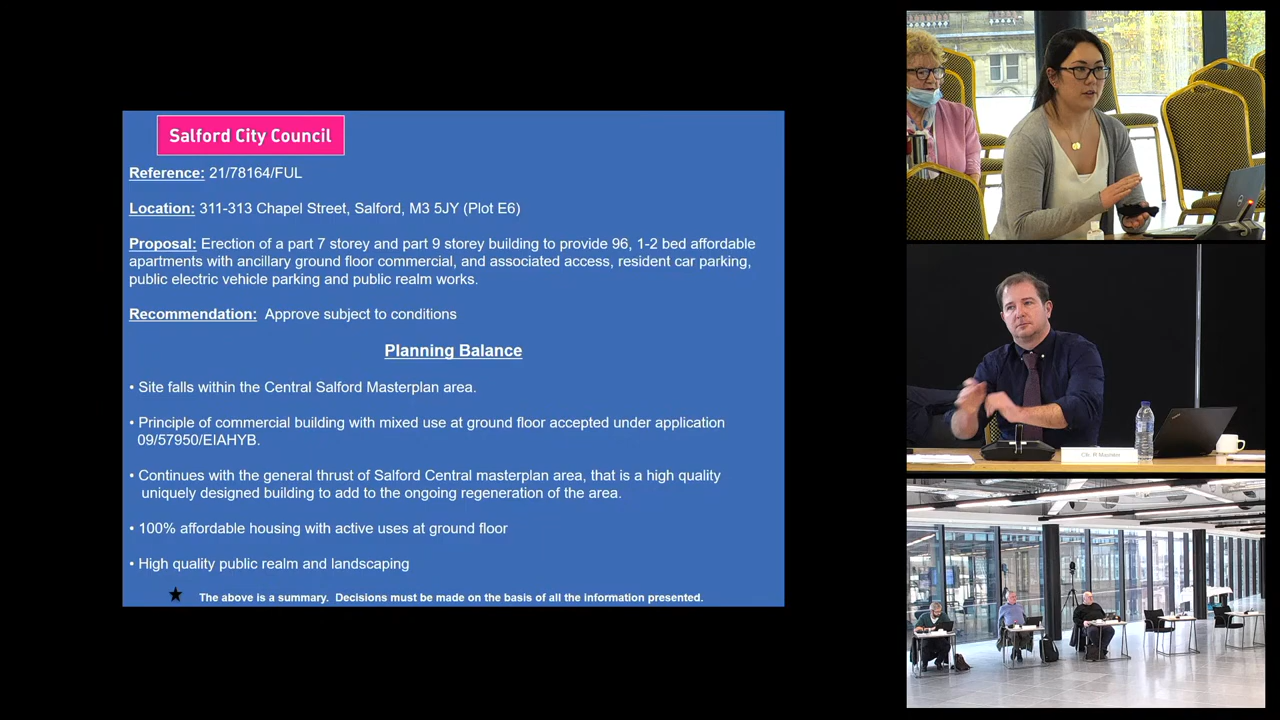 Salford City Council
Reference: 21/78164/FUL
Location: 311-313 Chapel Street, Salford, M3 5JY (Plot E6)
Proposal: Erection of a part 7 storey and part 9 storey building to provide 96, 1-2 bed affordable
apartments with ancillary ground floor commercial, and associated access, resident car parking,
public electric vehicle parking and public realm works.
Recommendation: Approve subject to conditions
Planning Balance
• Site falls within the Central Salford Masterplan area.
• Principle of commercial building with mixed use at ground floor accepted under application
09/57950/EIAHYB.
• Continues with the general thrust of Salford Central masterplan area, that is a high quality
uniquely designed building to add to the ongoing regeneration of the area.
• 100% affordable housing with active uses at ground floor
• High quality public realm and landscaping
★ The above is a summary. Decisions must be made on the basis of all the information presented.